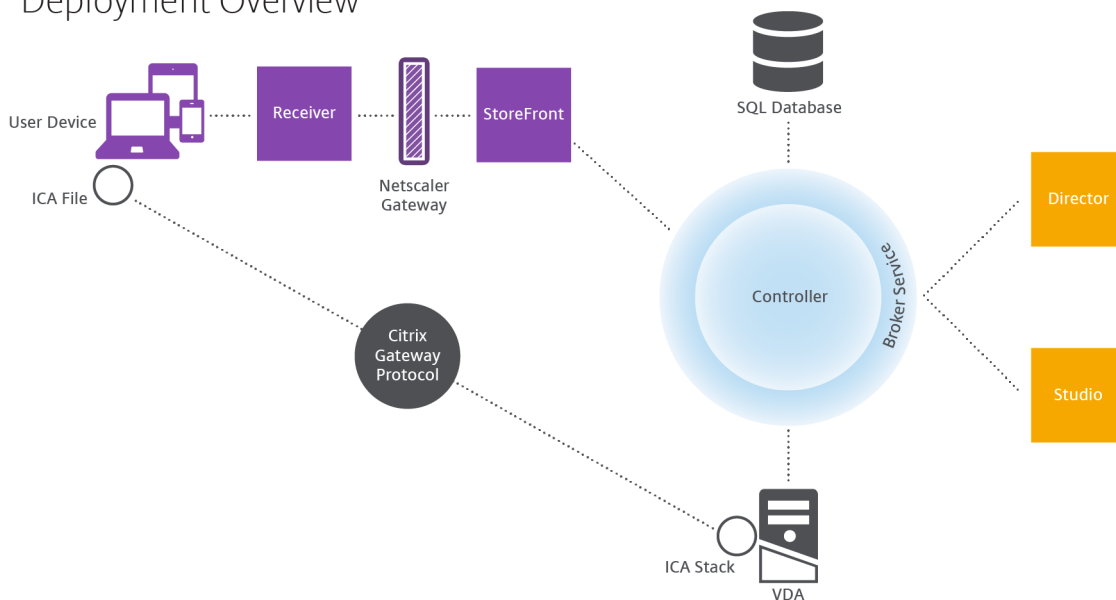 Deployment Overview
SQL Database
User Device
Receiver
StoreFront
Netscaler
Gateway
ICA File
Director
Controller
Broker Service
Citrix
Gateway
Protocol
Studio
ICA Stack
VDA